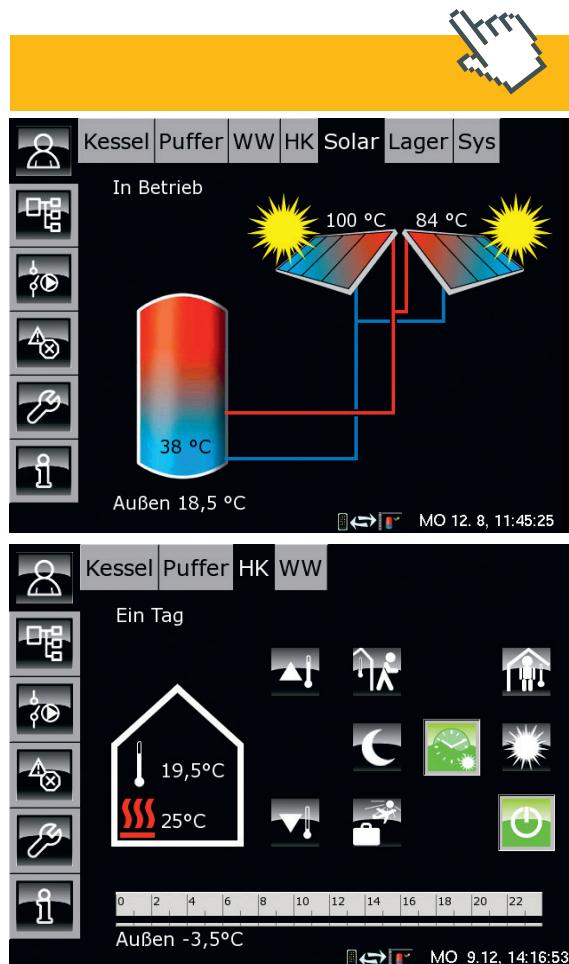 Kessel Puffer WW HK Solar Lager Sys
In Betrieb
100 °C 84 °C
38 °C
Außen 18,5 °C
MO 12. 8, 11:45:25
Kessel Puffer HK WW
Ein Tag
19,5°C
25°C
0 2 4 6 8 10 12 14 16 18 20 22
Außen -3,5°C
MO 9.12, 14:16:53